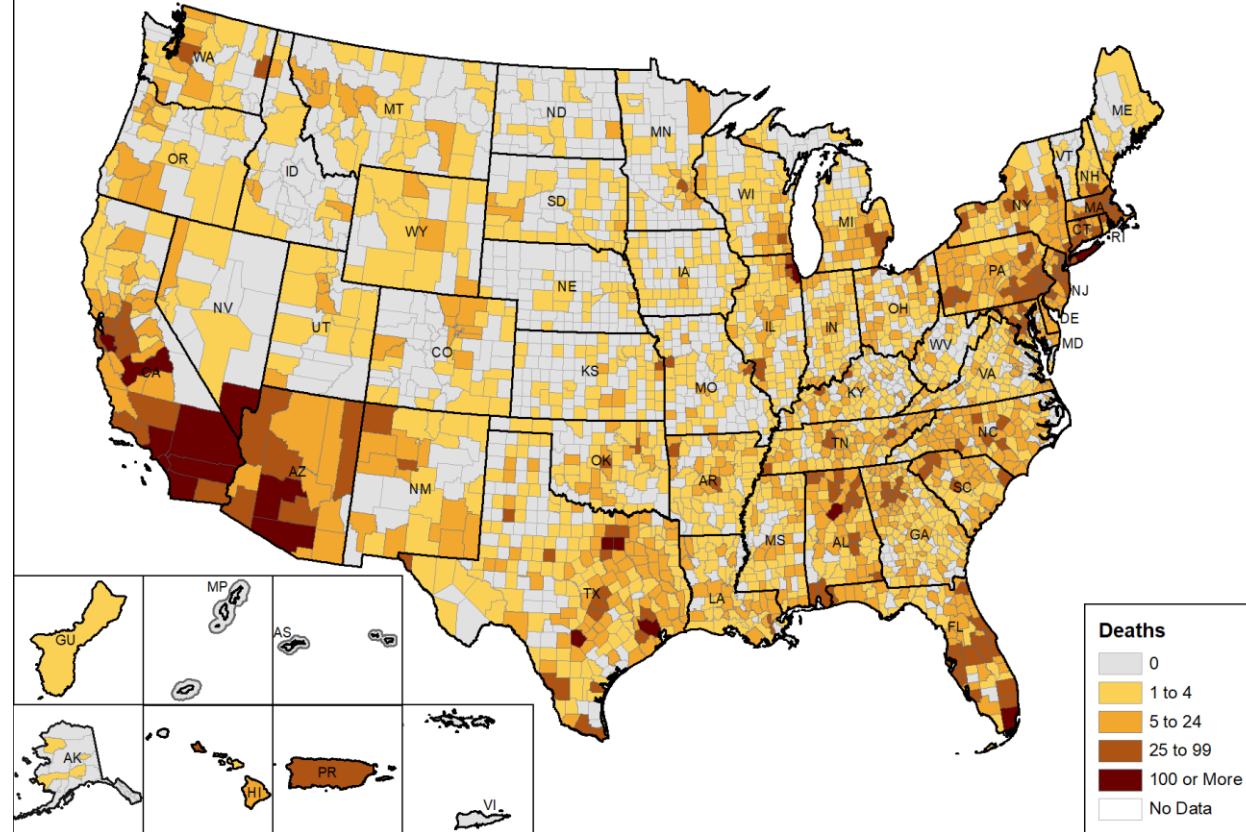 WA
MT
ND
MN
ME
OR
ID
SD
WI
MI
VT
NH
NY
MA
CT
RI
WY
NV
UT
CO
NE
IA
IL
IN
OH
PA
NJ
DE
MD
WV
VA
CA
KS
MO
KY
AZ
NM
OK
AR
TN
NC
SC
TX
LA
MS
AL
GA
FL
GU
MP
AS
AK
HI
PR
VI
Deaths
0
1 to 4
5 to 24
25 to 99
100 or More
No Data